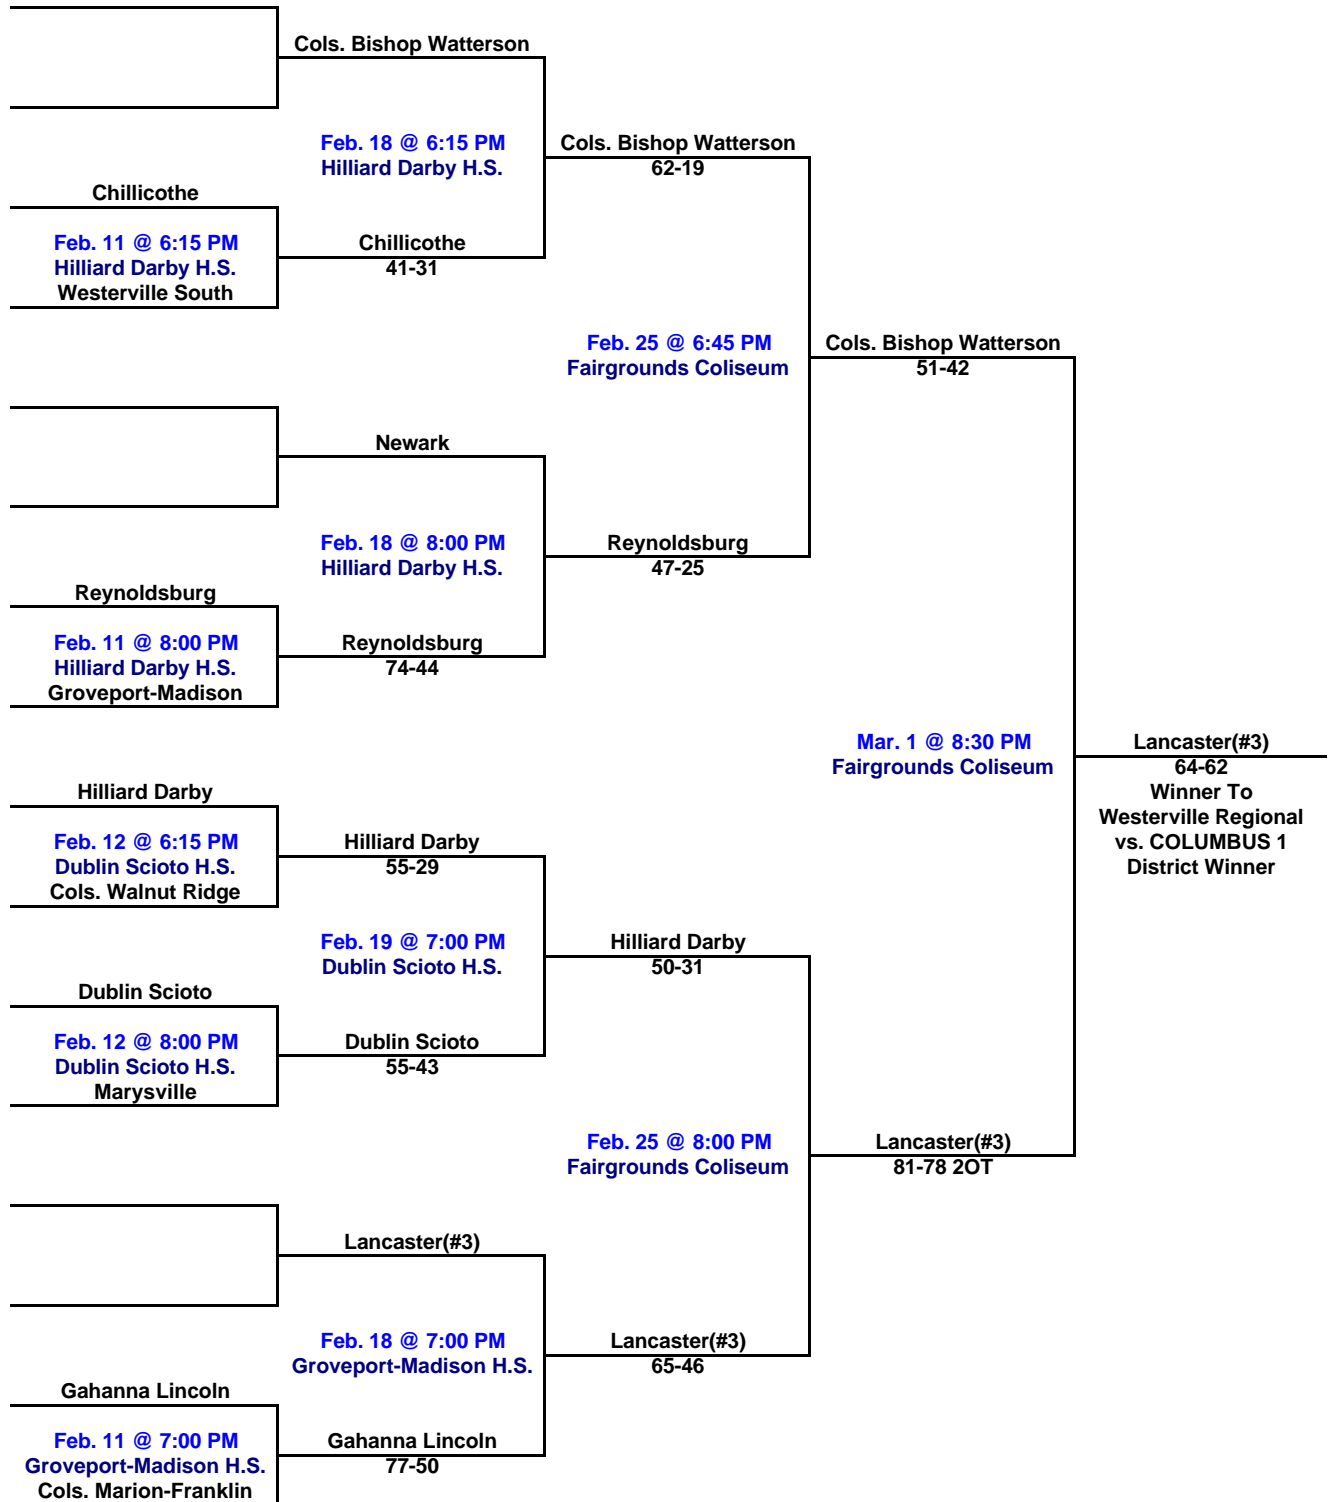 Cols. Bishop Watterson
Feb. 18 @ 6:15 PM
Hilliard Darby H.S.
Cols. Bishop Watterson
62-19
Chillicothe
Feb. 11 @ 6:15 PM
Hilliard Darby H.S.
Westerville South
Chillicothe
41-31
Feb. 25 @ 6:45 PM
Fairgrounds Coliseum
Cols. Bishop Watterson
51-42
Newark
Feb. 18 @ 8:00 PM
Hilliard Darby H.S.
Reynoldsburg
47-25
Reynoldsburg
Feb. 11 @ 8:00 PM
Hilliard Darby H.S.
Groveport-Madison
Reynoldsburg
74-44
Mar. 1 @ 8:30 PM
Fairgrounds Coliseum
Lancaster(#3)
64-62
Winner To
Westerville Regional
vs. COLUMBUS 1
District Winner
Hilliard Darby
Feb. 12 @ 6:15 PM
Dublin Scioto H.S.
Cols. Walnut Ridge
Hilliard Darby
55-29
Feb. 19 @ 7:00 PM
Dublin Scioto H.S.
Hilliard Darby
50-31
Dublin Scioto
Feb. 12 @ 8:00 PM
Dublin Scioto H.S.
Marysville
Dublin Scioto
55-43
Feb. 25 @ 8:00 PM
Fairgrounds Coliseum
Lancaster(#3)
81-78 2OT
Lancaster(#3)
Feb. 18 @ 7:00 PM
Groveport-Madison H.S.
Lancaster(#3)
65-46
Gahanna Lincoln
Feb. 11 @ 7:00 PM
Groveport-Madison H.S.
Cols. Marion-Franklin
Gahanna Lincoln
77-50